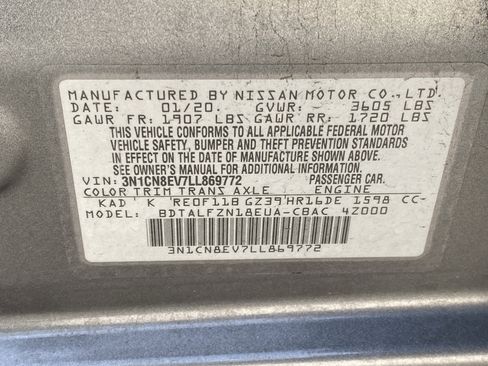 MANUFACTURED BY NISSAN MOTOR CO., LTD.
DATE: 01/20. GVWR: - 3605 LBS
GAWR FR: 1907 LBS GAWR RR: 1720 LBS
THIS VEHICLE CONFORMS TO ALL APPLICABLE FEDERAL MOTOR
VEHICLE SAFETY, BUMPER AND THEFT PREVENTION STANDARDS
IN EFFECT ON THE DATE OF MANUFACTURE SHOWN ABOVE.
SEE OWNER'S MANUAL FOR ADDITIONAL INFORMATION.
3N1CN8EV7LL869772 PASSENGER CAR.
COLOR TRIM TRANS AXLE ENGINE
KAD K RE0F11B GZ39 HR16DE 1598 CC-
MODEL: BDTALFZN18EUA-CBAC 4Z000
3N1CN8EV7LL869772